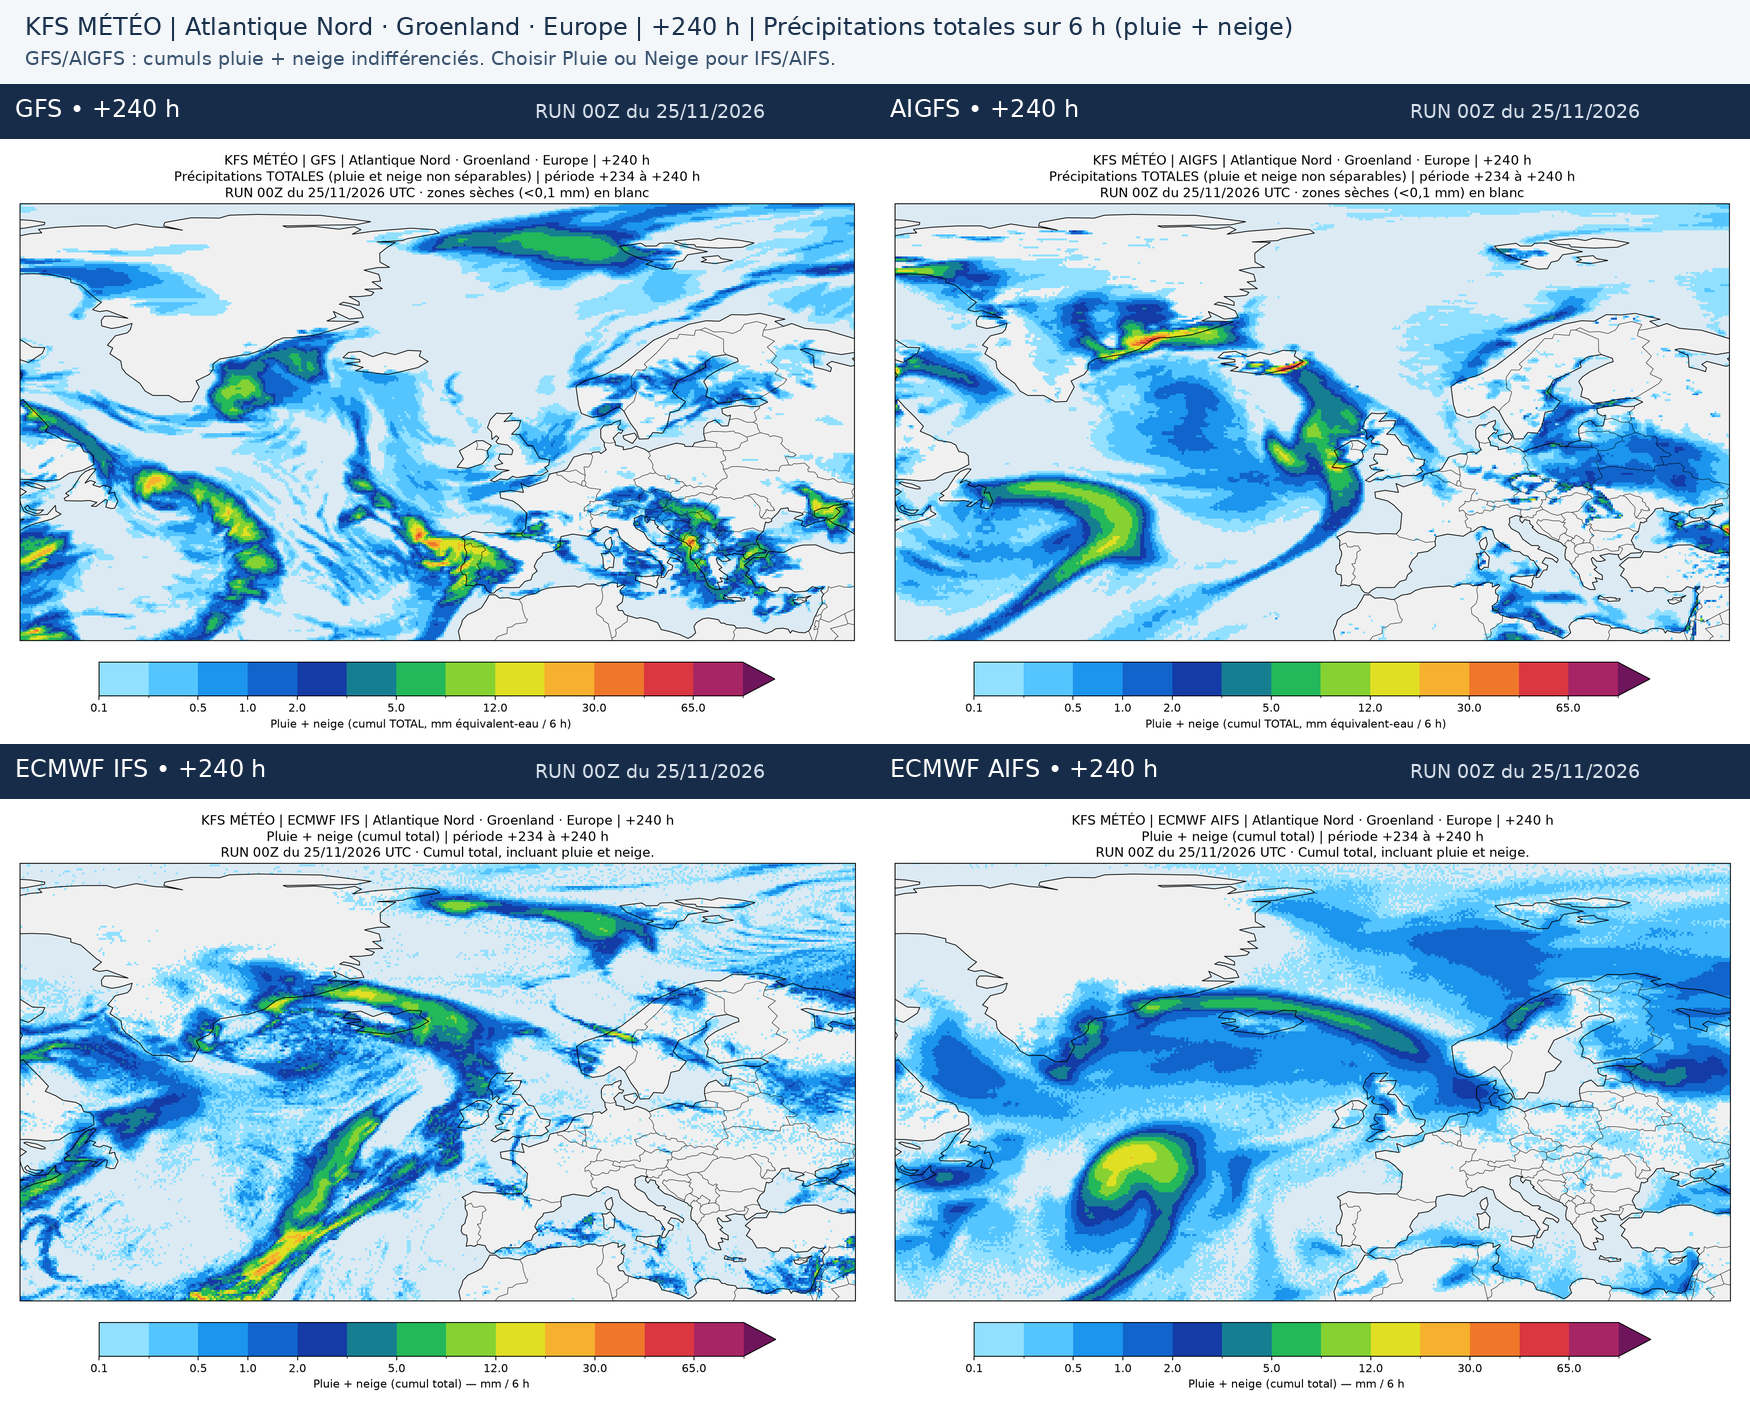 KFS MÉTÉO | Atlantique Nord · Groenland · Europe | +240 h | Précipitations totales sur 6 h (pluie + neige)
GFS/AIGFS : cumuls pluie + neige indifférenciés. Choisir Pluie ou Neige pour IFS/AIFS.
GFS • +240 h RUN 00Z du 25/11/2026
KFS MÉTÉO | GFS | Atlantique Nord · Groenland · Europe | +240 h
Précipitations TOTALES (pluie et neige non séparables) | période +234 à +240 h
RUN 00Z du 25/11/2026 UTC · zones sèches (<0,1 mm) en blanc
0.1 0.5 1.0 2.0 5.0 12.0 30.0 65.0
Pluie + neige (cumul TOTAL, mm équivalent-eau / 6 h)
AIGFS • +240 h RUN 00Z du 25/11/2026
KFS MÉTÉO | AIGFS | Atlantique Nord · Groenland · Europe | +240 h
Précipitations TOTALES (pluie et neige non séparables) | période +234 à +240 h
RUN 00Z du 25/11/2026 UTC · zones sèches (<0,1 mm) en blanc
0.1 0.5 1.0 2.0 5.0 12.0 30.0 65.0
Pluie + neige (cumul TOTAL, mm équivalent-eau / 6 h)
ECMWF IFS • +240 h RUN 00Z du 25/11/2026
KFS MÉTÉO | ECMWF IFS | Atlantique Nord · Groenland · Europe | +240 h
Pluie + neige (cumul total) | période +234 à +240 h
RUN 00Z du 25/11/2026 UTC · Cumul total, incluant pluie et neige.
0.1 0.5 1.0 2.0 5.0 12.0 30.0 65.0
Pluie + neige (cumul total) — mm / 6 h
ECMWF AIFS • +240 h RUN 00Z du 25/11/2026
KFS MÉTÉO | ECMWF AIFS | Atlantique Nord · Groenland · Europe | +240 h
Pluie + neige (cumul total) | période +234 à +240 h
RUN 00Z du 25/11/2026 UTC · Cumul total, incluant pluie et neige.
0.1 0.5 1.0 2.0 5.0 12.0 30.0 65.0
Pluie + neige (cumul total) — mm / 6 h